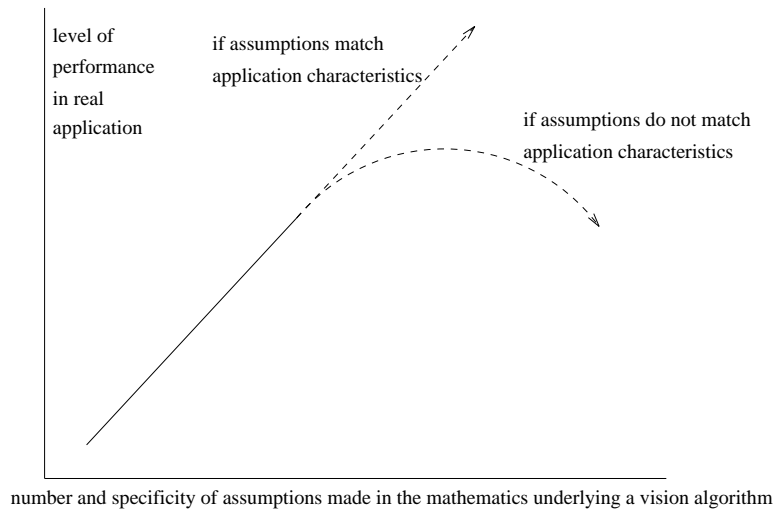 level of
performance
in real
application
if assumptions match
application characteristics
if assumptions do not match
application characteristics
number and specificity of assumptions made in the mathematics underlying a vision algorithm